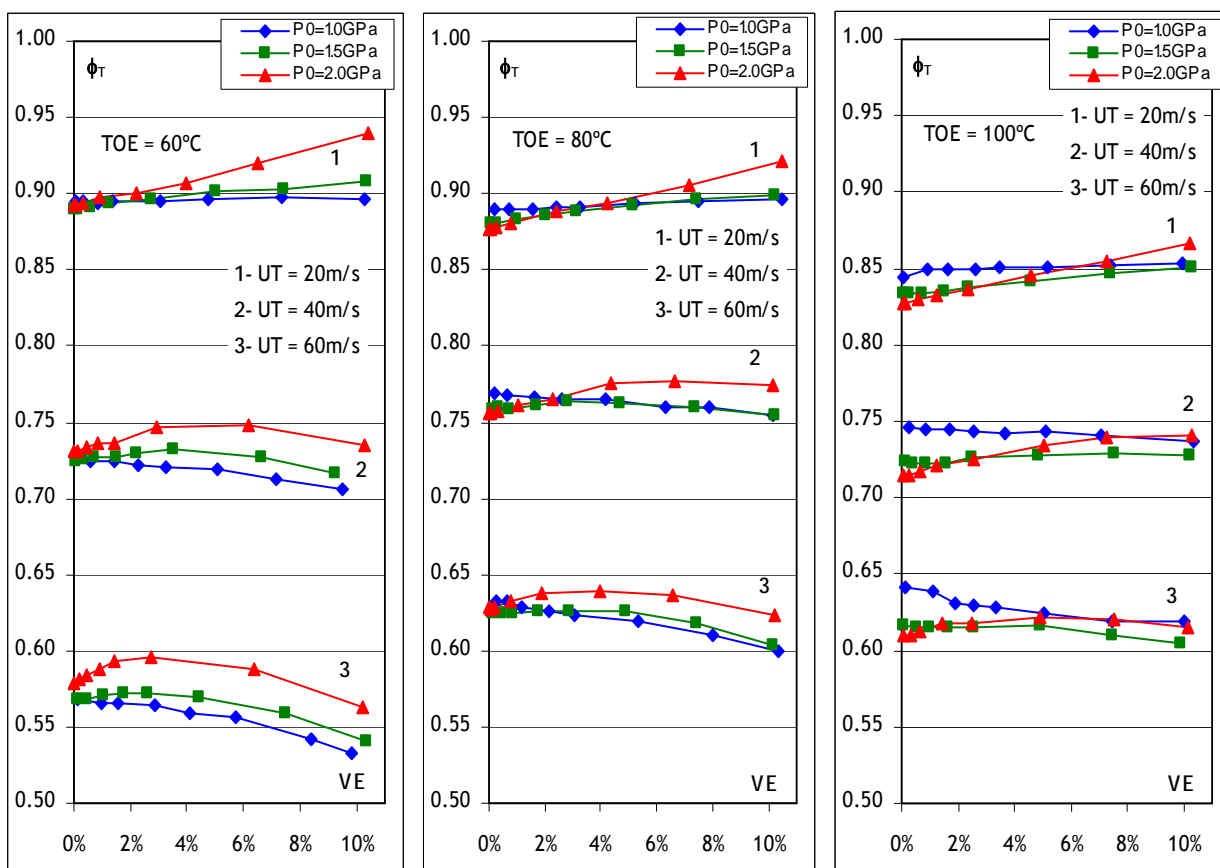 P0=1.0GPa
P0=1.5GPa
P0=2.0GPa
1.00
0.95
0.90
0.85
0.80
0.75
0.70
0.65
0.60
0.55
0.50
ϕT
TOE = 60ºC
1
1- UT = 20m/s
2- UT = 40m/s
3- UT = 60m/s
2
3
VE
0% 2% 4% 6% 8% 10%
P0=1.0GPa
P0=1.5GPa
P0=2.0GPa
1.00
0.95
0.90
0.85
0.80
0.75
0.70
0.65
0.60
0.55
0.50
ϕT
TOE = 80ºC
1
1- UT = 20m/s
2- UT = 40m/s
3- UT = 60m/s
2
3
VE
0% 2% 4% 6% 8% 10%
P0=1.0GPa
P0=1.5GPa
P0=2.0GPa
1.00
0.95
0.90
0.85
0.80
0.75
0.70
0.65
0.60
0.55
0.50
ϕT
TOE = 100ºC
1- UT = 20m/s
2- UT = 40m/s
3- UT = 60m/s
1
2
3
VE
0% 2% 4% 6% 8% 10%